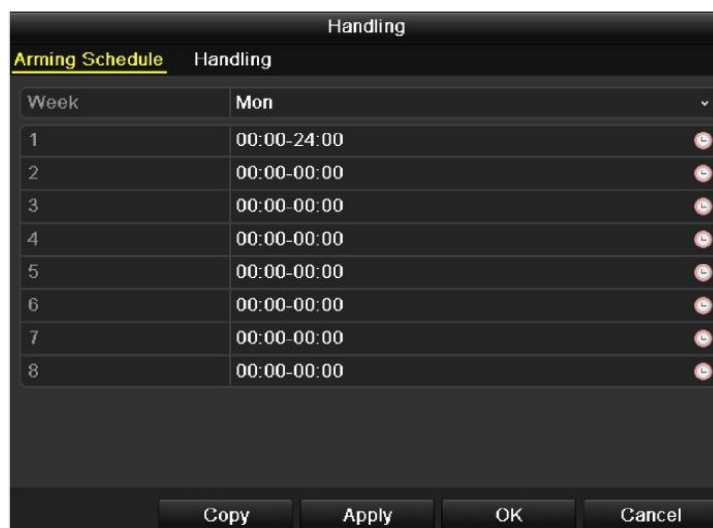 Handling
Arming Schedule Handling
Week Mon
1 00:00-24:00
2 00:00-00:00
3 00:00-00:00
4 00:00-00:00
5 00:00-00:00
6 00:00-00:00
7 00:00-00:00
8 00:00-00:00
Copy Apply OK Cancel